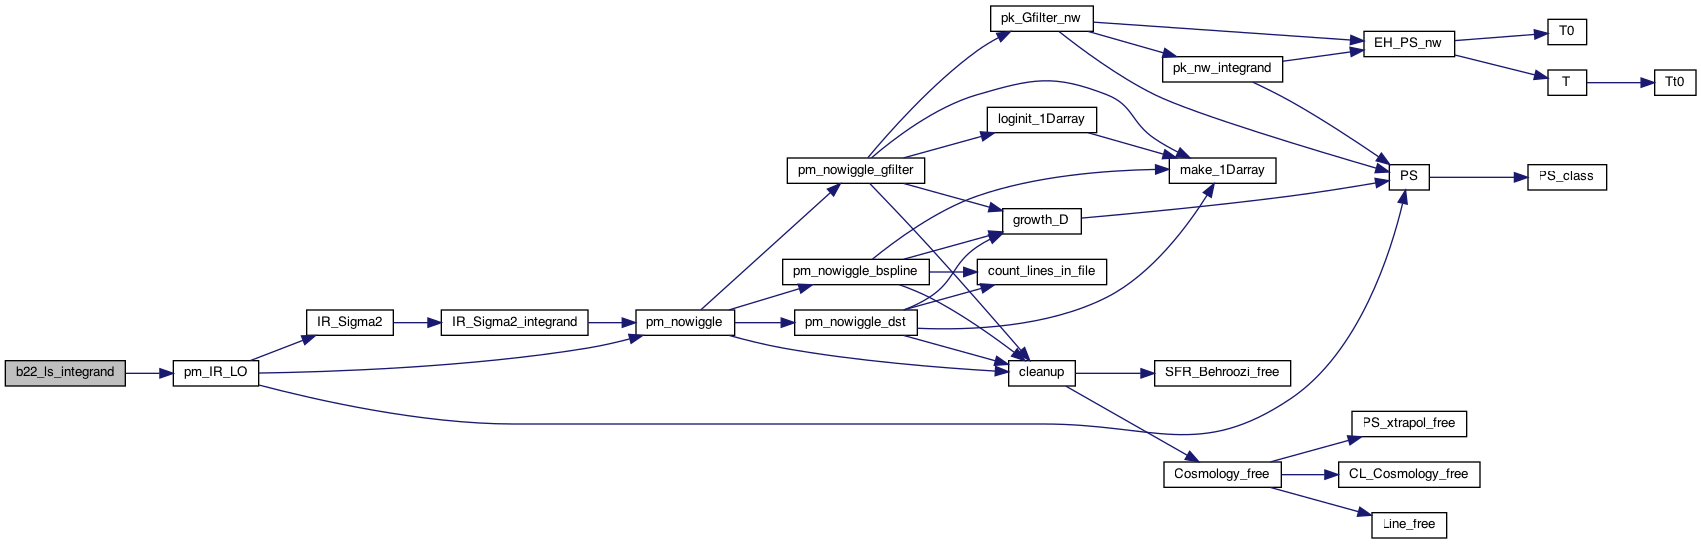 b22_ls_integrand
pm_IR_LO
IR_Sigma2
IR_Sigma2_integrand
pm_nowiggle
pm_nowiggle_gfilter
pm_nowiggle_bspline
pm_nowiggle_dst
pk_Gfilter_nw
loginit_1Darray
growth_D
count_lines_in_file
cleanup
pk_nw_integrand
make_1Darray
SFR_Behroozi_free
Cosmology_free
EH_PS_nw
PS
PS_xtrapol_free
CL_Cosmology_free
Line_free
T0
T
PS_class
Tt0